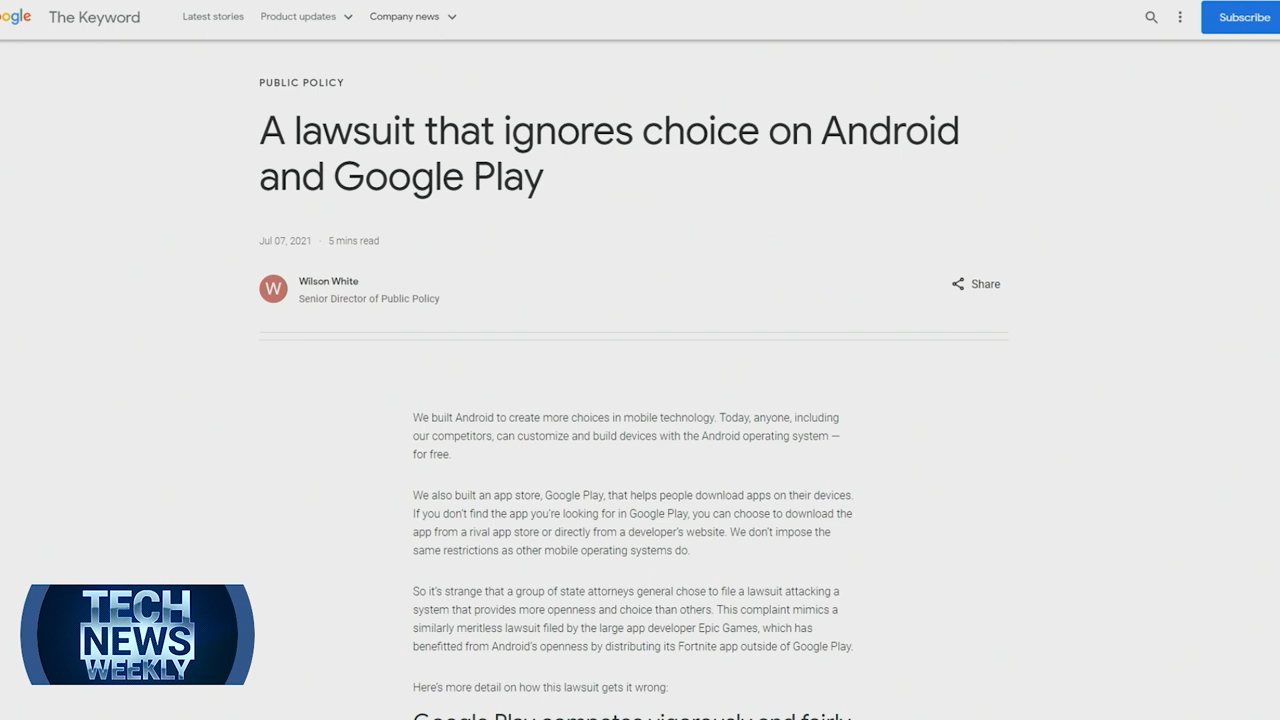 ogle The Keyword Latest stories Product updates Company news Subscribe
PUBLIC POLICY
A lawsuit that ignores choice on Android
and Google Play
Jul 07, 2021 · 5 mins read
W Wilson White
Senior Director of Public Policy
Share
We built Android to create more choices in mobile technology. Today, anyone, including
our competitors, can customize and build devices with the Android operating system —
for free.
We also built an app store, Google Play, that helps people download apps on their devices.
If you don't find the app you're looking for in Google Play, you can choose to download the
app from a rival app store or directly from a developer's website. We don't impose the
same restrictions as other mobile operating systems do.
So it's strange that a group of state attorneys general chose to file a lawsuit attacking a
system that provides more openness and choice than others. This complaint mimics a
similarly meritless lawsuit filed by the large app developer Epic Games, which has
benefitted from Android's openness by distributing its Fortnite app outside of Google Play.
Here's more detail on how this lawsuit gets it wrong:
Google Play competes vigorously and fairly
TECH
NEWS
WEEKLY